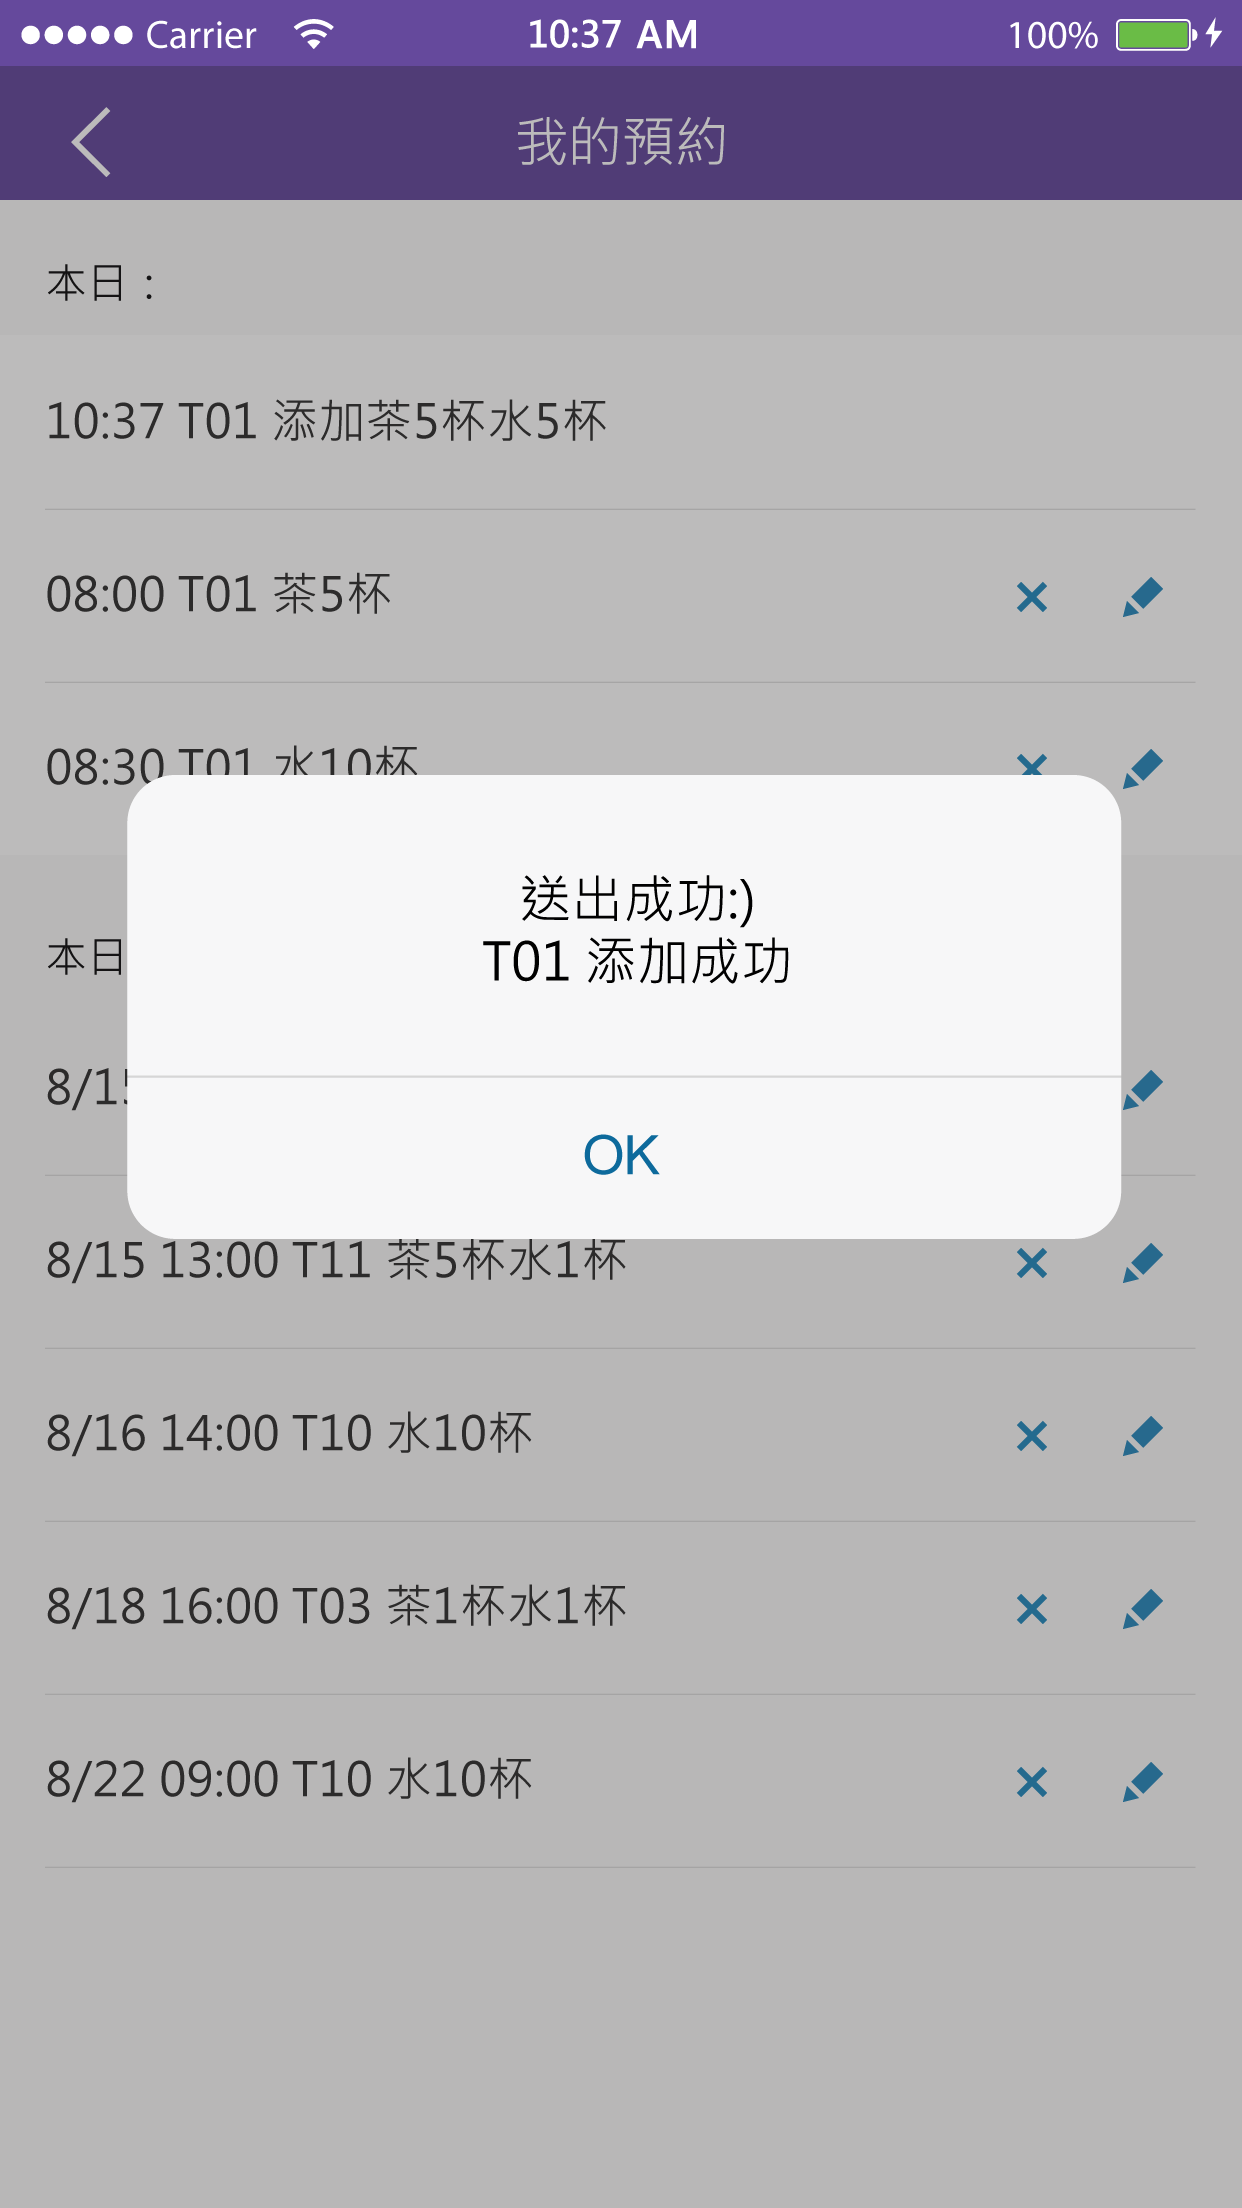 Carrier 10:37 AM 100%
我的預約
本日：
10:37 T01 添加茶5杯水5杯
08:00 T01 茶5杯
08:30 T01 水10杯
送出成功:)
T01 添加成功
OK
本日
8/15
8/15 13:00 T11 茶5杯水1杯
8/16 14:00 T10 水10杯
8/18 16:00 T03 茶1杯水1杯
8/22 09:00 T10 水10杯